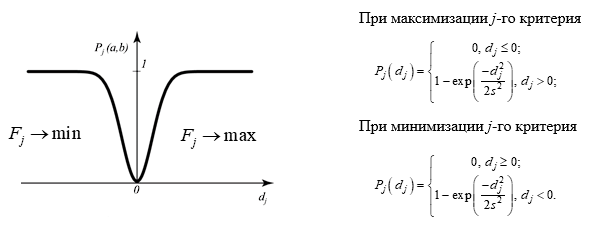 P_j(a,b)
1
F_j → min
F_j → max
0
d_j
При максимизации j-го критерия
P_j(d_j) = { 0, d_j ≤ 0;
1 − exp(−d_j^2 / 2s^2), d_j > 0;
При минимизации j-го критерия
P_j(d_j) = { 0, d_j ≥ 0;
1 − exp(−d_j^2 / 2s^2), d_j < 0.